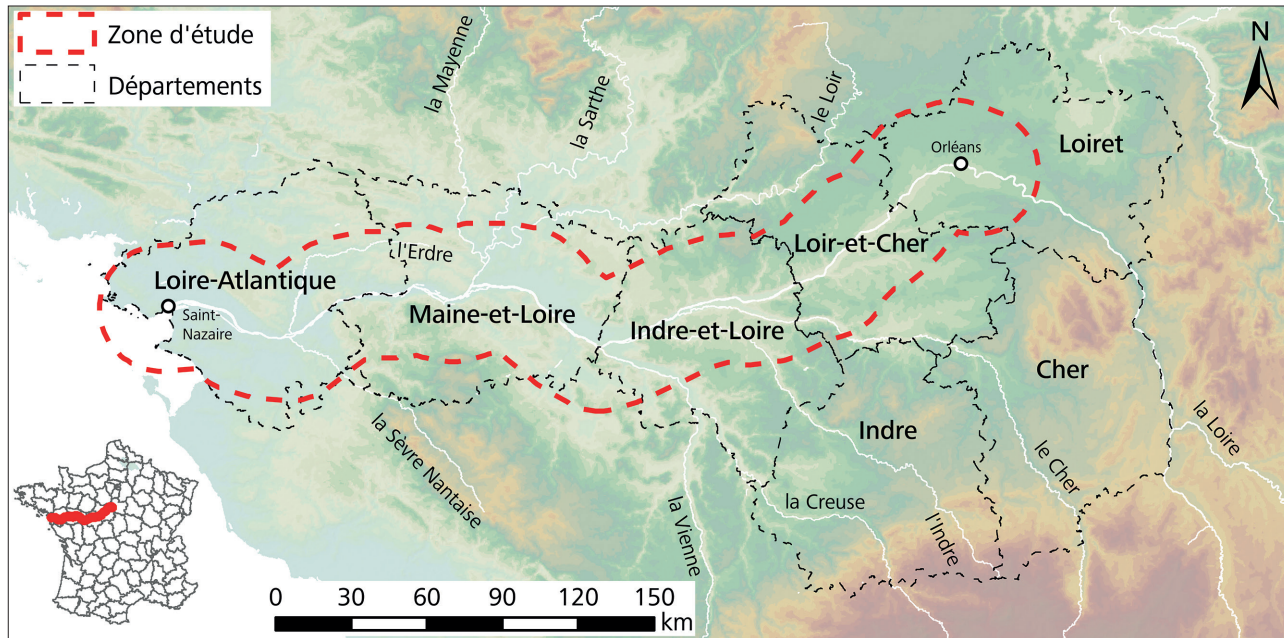 Zone d'étude
Départements
la Mayenne
la Sarthe
le Loir
N
Orléans
Loiret
Loir-et-Cher
l'Erdre
Loire-Atlantique
Saint-
Nazaire
Maine-et-Loire
Indre-et-Loire
Cher
Indre
la Loire
la Sèvre Nantaise
la Vienne
la Creuse
l'Indre
le Cher
0 30 60 90 120 150
km